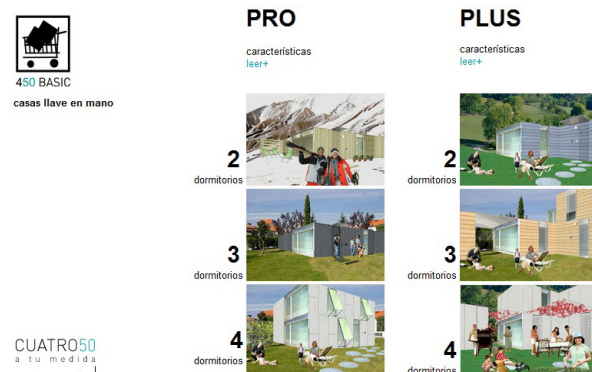 PRO
PLUS
características
leer+
características
leer+
450 BASIC
casas llave en mano
2
dormitorios
2
dormitorios
3
dormitorios
3
dormitorios
4
dormitorios
4
dormitorios
CUATRO50
a tu medida